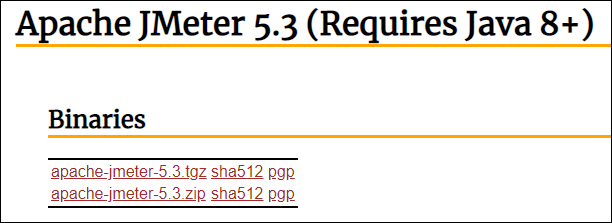 Apache JMeter 5.3 (Requires Java 8+)
Binaries
apache-jmeter-5.3.tgz sha512 pgp
apache-jmeter-5.3.zip sha512 pgp